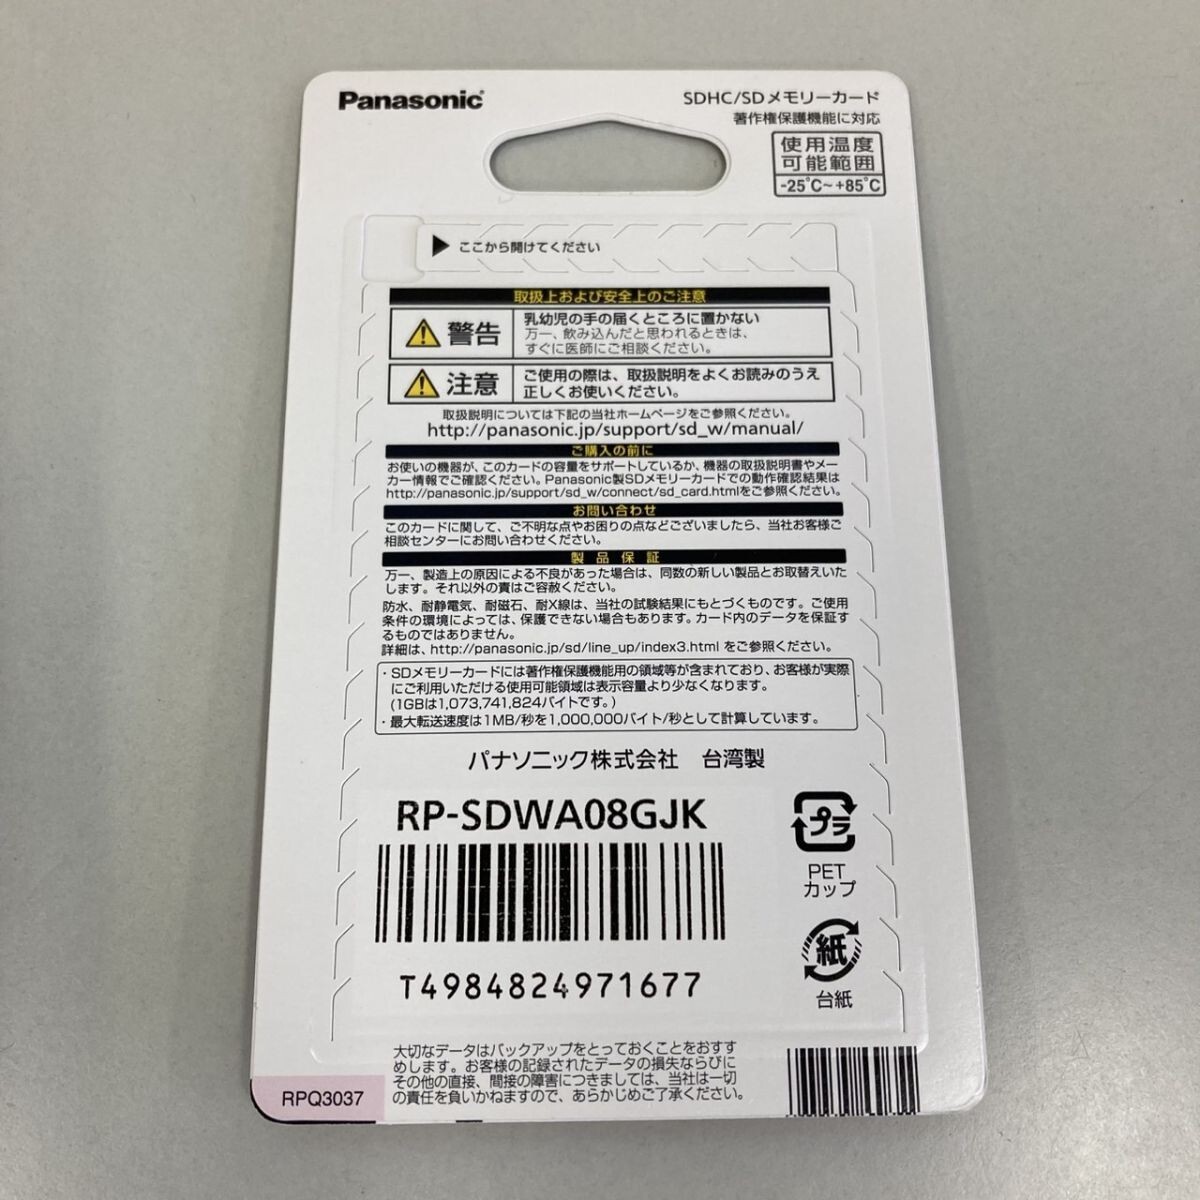 Panasonic
SDHC/SDメモリーカード
著作権保護機能に対応
使用温度
可能範囲
-25℃~+85℃
▶ ここから開けてください
取扱上および安全上のご注意
警告
乳幼児の手の届くところに置かない
万一、飲み込んだと思われるときは、
すぐに医師にご相談ください。
注意
ご使用の際は、取扱説明をよくお読みのうえ
正しくお使いください。
取扱説明については下記の当社ホームページをご参照ください。
http://panasonic.jp/support/sd_w/manual/
ご購入の前に
お使いの機器が、このカードの容量をサポートしているか、機器の取扱説明書やメー
カー情報でご確認ください。Panasonic製SDメモリーカードでの動作確認結果は
http://panasonic.jp/support/sd_w/connect/sd_card.htmlをご参照ください。
お問い合わせ
このカードに関して、ご不明な点やお困りの点などございましたら、当社お客様ご
相談センターにお問い合わせください。
製品保証
万一、製造上の原因による不良があった場合は、同数の新しい製品とお取替えいた
します。それ以外の責はご容赦ください。
防水、耐静電気、耐磁石、耐X線は、当社の試験結果にもとづくものです。ご使用
条件の環境によっては、保護できない場合もあります。カード内のデータを保証す
るものではありません。
詳細は、http://panasonic.jp/sd/line_up/index3.html をご参照ください。
・SDメモリーカードには著作権保護機能用の領域等が含まれており、お客様が実際
にご利用いただける使用可能領域は表示容量より少なくなります。
(1GBは1,073,741,824バイトです。)
・最大転送速度は1MB/秒を1,000,000バイト/秒として計算しています。
パナソニック株式会社 台湾製
RP-SDWA08GJK
T4984824971677
プラ
PET
カップ
紙
台紙
大切なデータはバックアップをとっておくことをおすす
めします。お客様の記録されたデータの損失ならびに
その他の直接、間接の障害につきましては、当社は一切
の責任を負いかねますので、あらかじめご了承ください。
RPQ3037